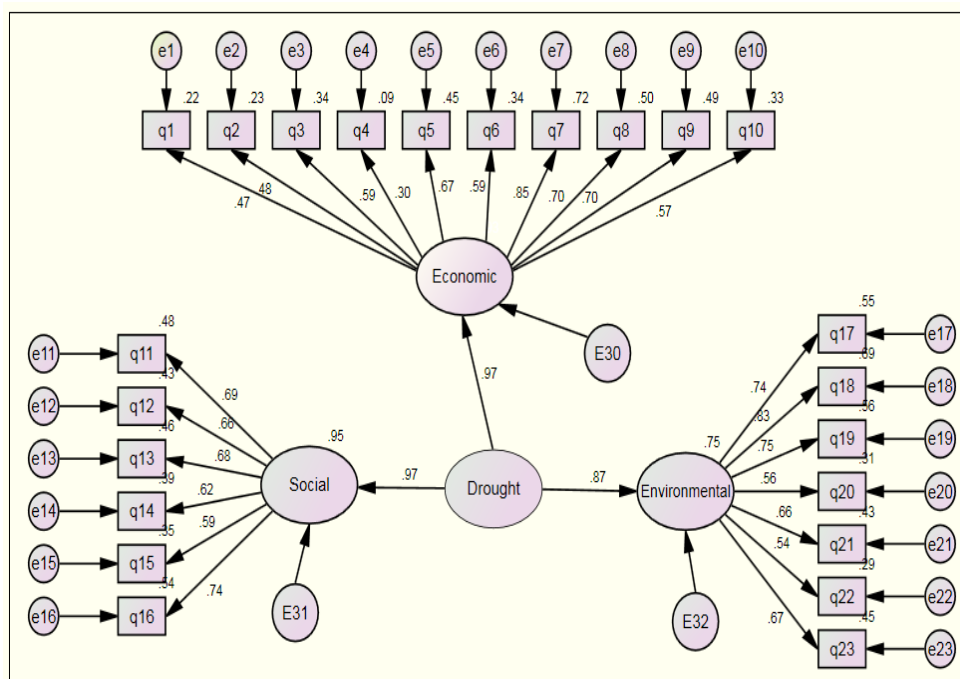 e1 e2 e3 e4 e5 e6 e7 e8 e9 e10
.22 .23 .34 .09 .45 .34 .72 .50 .49 .33
q1 q2 q3 q4 q5 q6 q7 q8 q9 q10
.47 .48 .59 .30 .67 .59 .85 .70 .70 .57
Economic
E30
.97
.48
e11 q11
.69
.43
e12 q12
.66
.46
e13 q13
.68
.39
e14 q14
.62
.35
e15 q15
.59
.54
e16 q16
.74
.95
Social
E31
.97
Drought
.87
.75
Environmental
E32
.55
.74
q17 e17
.69
.83
q18 e18
.56
.75
q19 e19
.31
.56
q20 e20
.43
.66
q21 e21
.29
.54
q22 e22
.45
.67
q23 e23